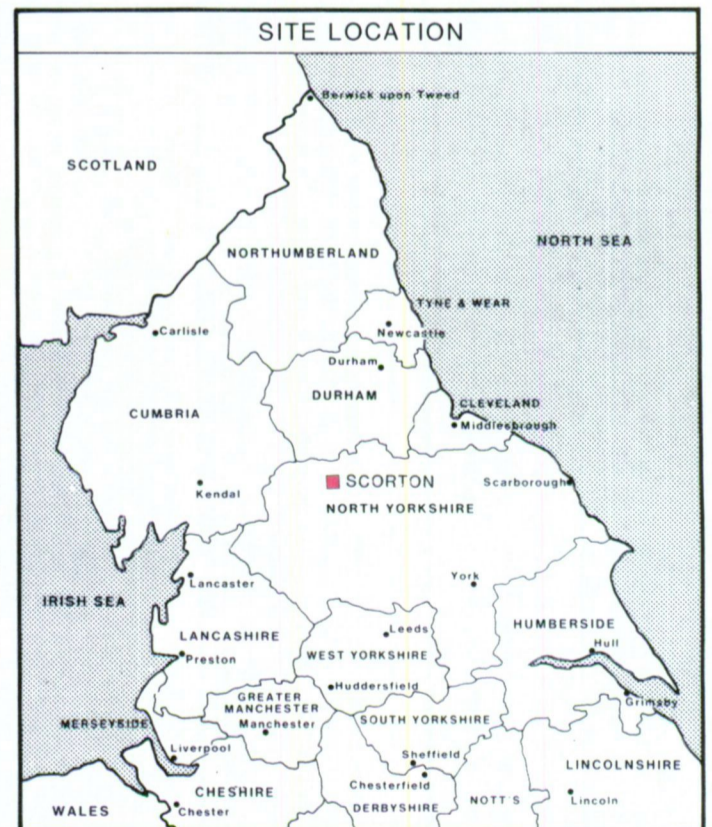 SITE LOCATION
Berwick upon Tweed
SCOTLAND
NORTH SEA
NORTHUMBERLAND
TYNE & WEAR
Carlisle
Newcastle
Durham
DURHAM
CLEVELAND
CUMBRIA
Middlesbrough
SCORTON
Scarborough
Kendal
NORTH YORKSHIRE
York
Lancaster
IRISH SEA
HUMBERSIDE
Leeds
LANCASHIRE
Hull
WEST YORKSHIRE
Preston
Huddersfield
GREATER
MANCHESTER
Grimsby
MERSEYSIDE
Manchester
SOUTH YORKSHIRE
Liverpool
Sheffield
LINCOLNSHIRE
Chesterfield
CHESHIRE
NOTT'S
Lincoln
DERBYSHIRE
WALES
Chester